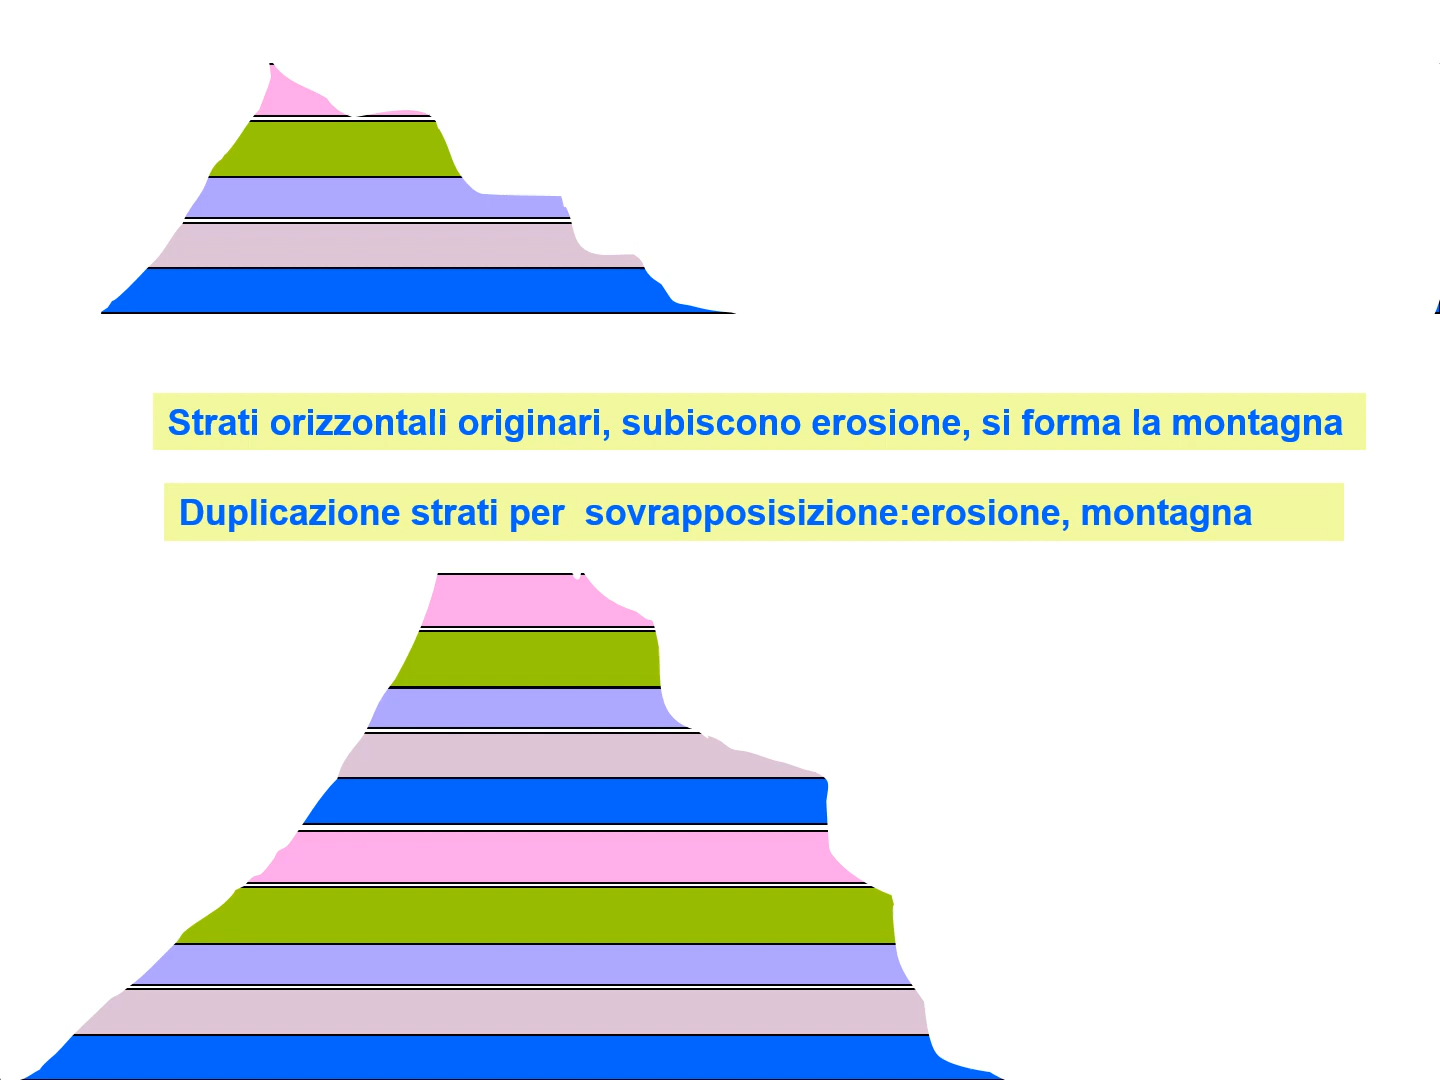 Strati orizzontali originari, subiscono erosione, si forma la montagna
Duplicazione strati per  sovrapposisizione:erosione, montagna